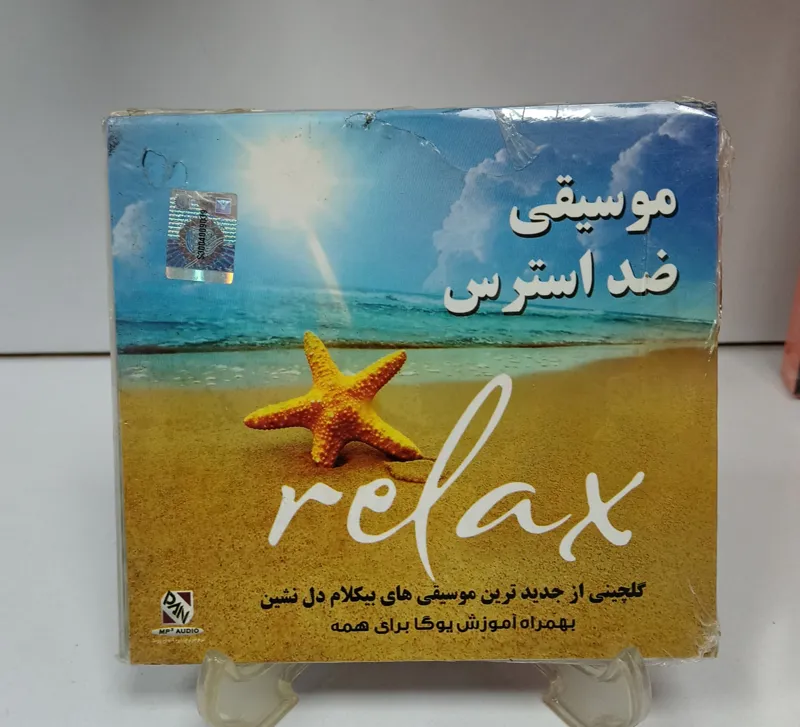 موسیقی
ضد استرس
relax
گلچینی از جدید ترین موسیقی های بیکلام دل نشین
بهمراه آموزش یوگا برای همه
PAN
MP3 AUDIO